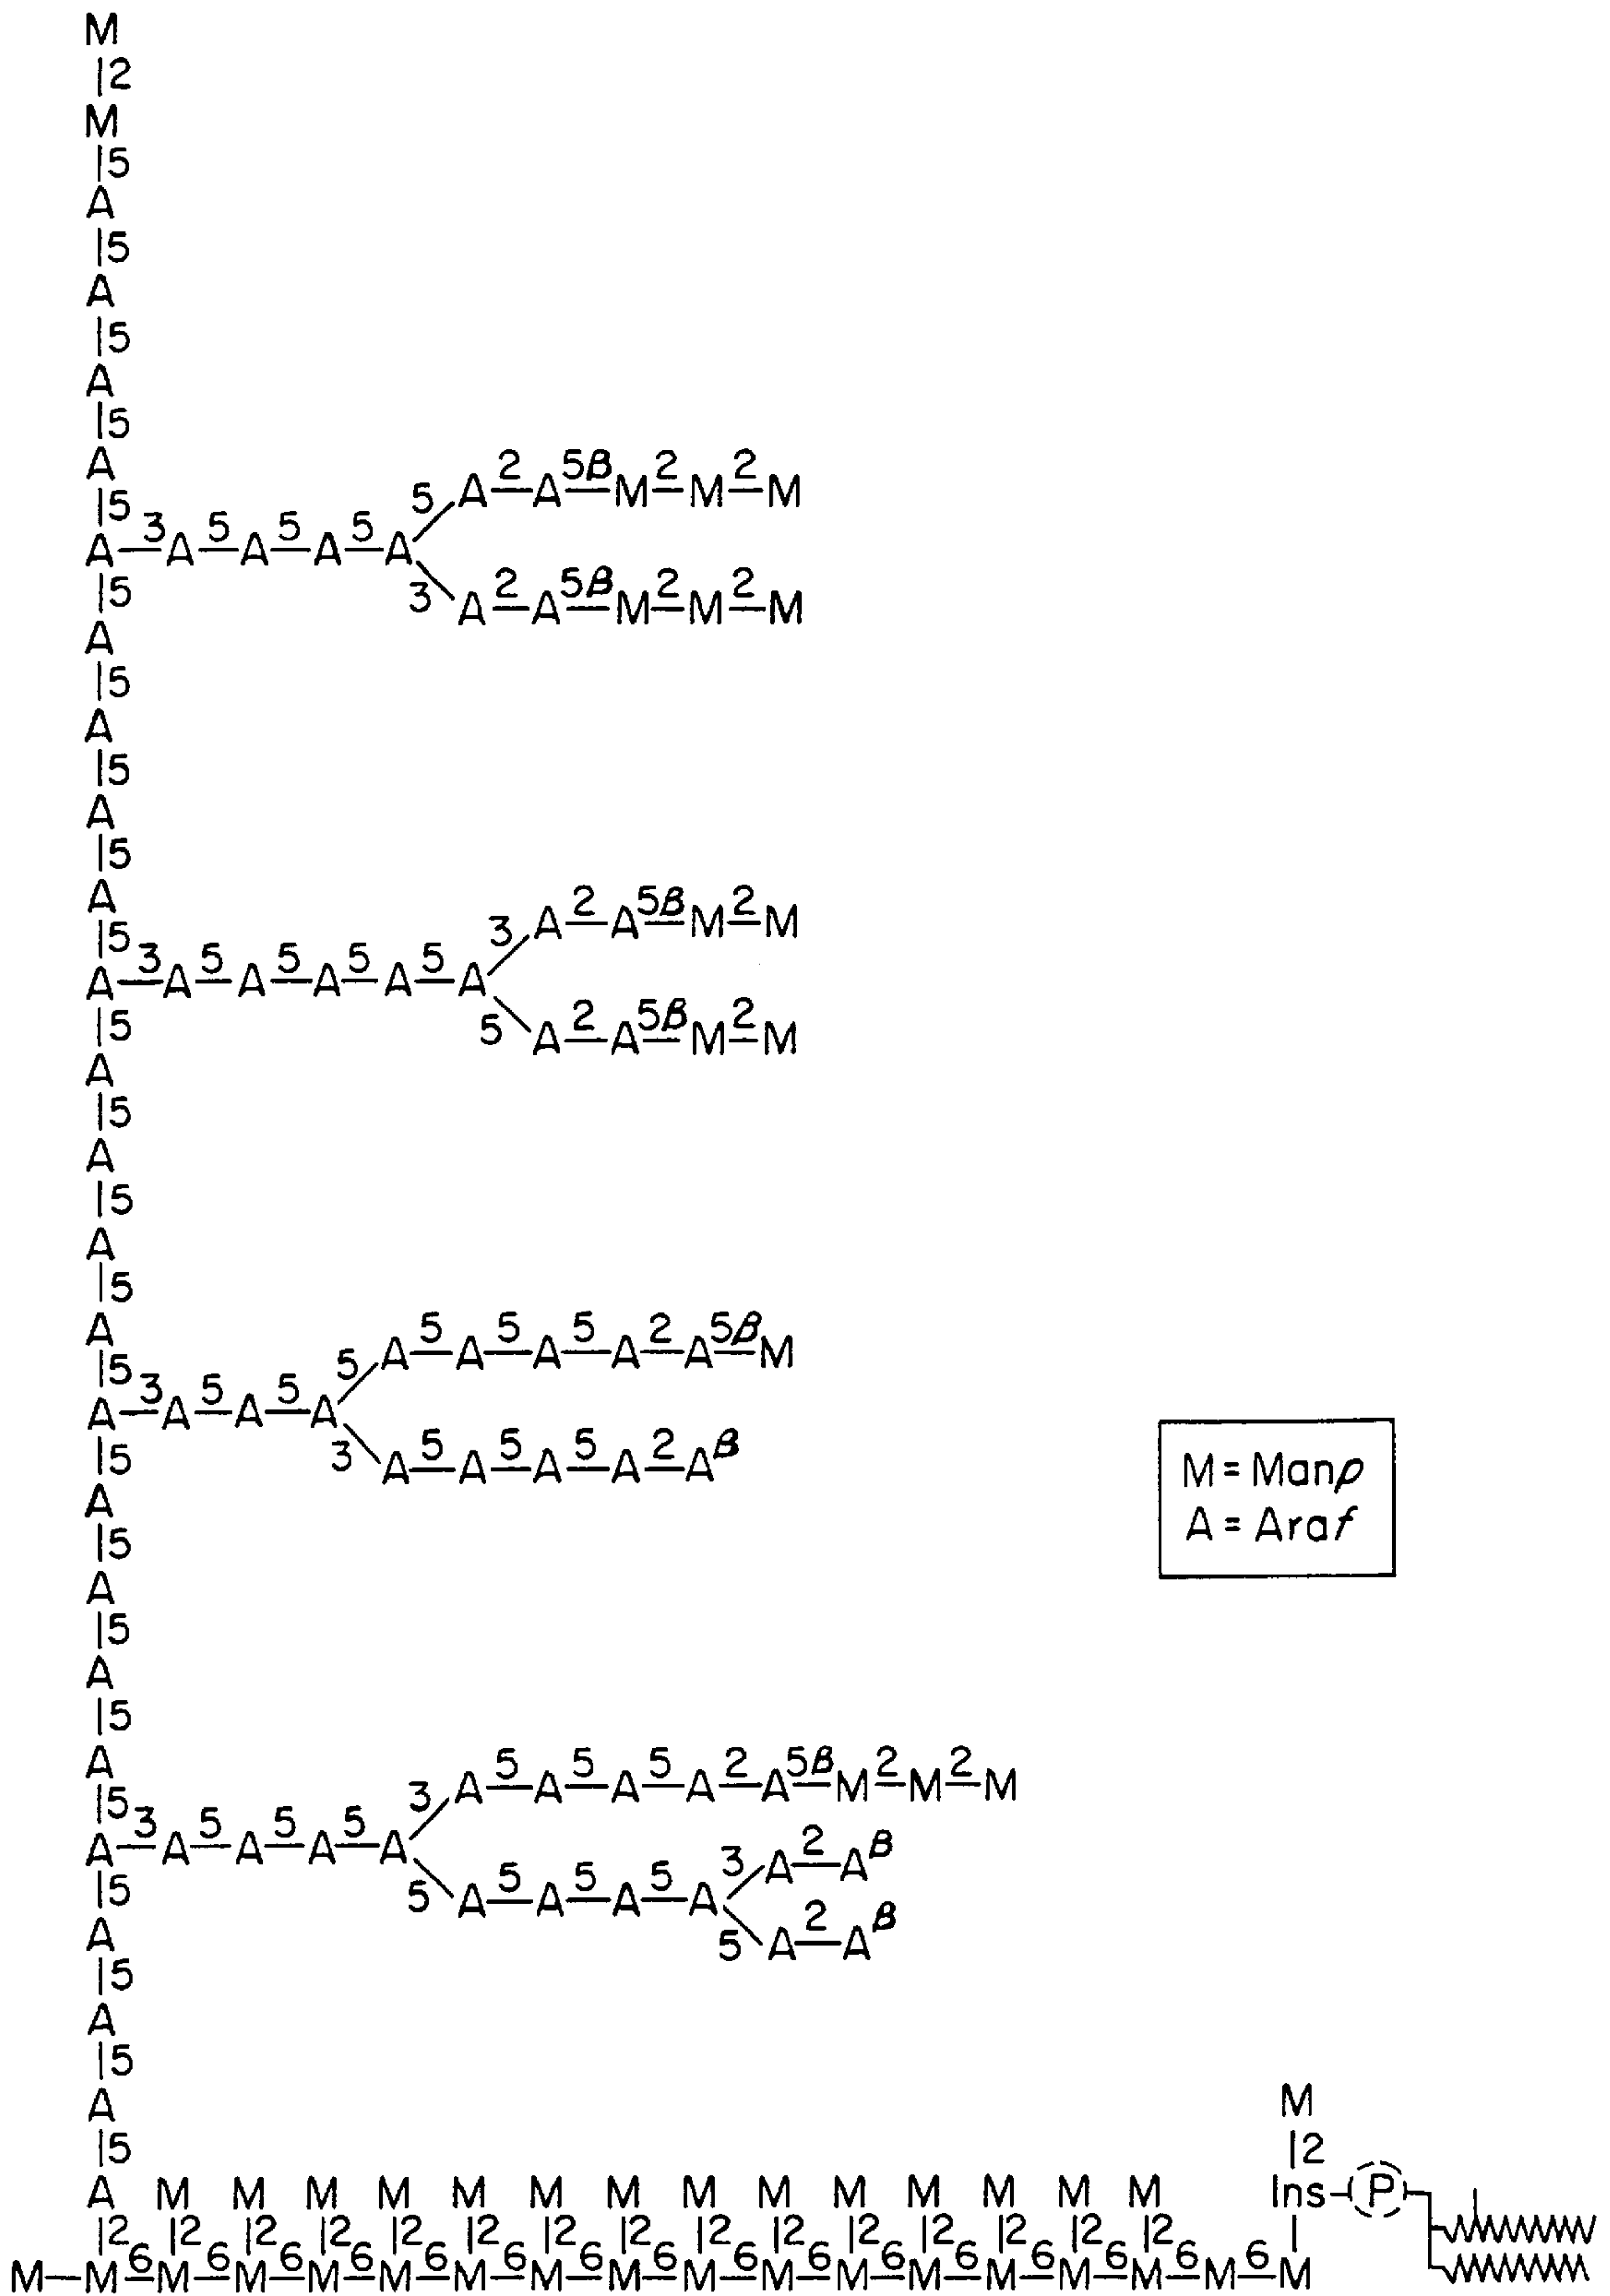 M
|2
M
|5
A
|5
A
|5
A
|5
A
|5
A—3—A—5—A—5—A—5—A
5 A—2—A—5β—M—2—M—2—M
3 A—2—A—5β—M—2—M—2—M
|5
A
|5
A
|5
A
|5
A
|5
A—3—A—5—A—5—A—5—A—5—A
3 A—2—A—5β—M—2—M
5 A—2—A—5β—M—2—M
|5
A
|5
A
|5
A
|5
A
|5
A—3—A—5—A—5—A
5 A—5—A—5—A—5—A—2—A—5β—M
3 A—5—A—5—A—5—A—2—Aβ
|5
A
|5
A
|5
A
|5
A
|5
A—3—A—5—A—5—A—5—A
3 A—5—A—5—A—5—A—2—A—5β—M—2—M—2—M
5 A—5—A—5—A—5—A
3 A—2—Aβ
5 A—2—Aβ
|5
A
|5
A
|5
A
|5
A M M M M M M M M M M M M M M
|2 |2 |2 |2 |2 |2 |2 |2 |2 |2 |2 |2 |2 |2 |2
M—M—6—M—6—M—6—M—6—M—6—M—6—M—6—M—6—M—6—M—6—M—6—M—6—M—6—M—6—M—6—M—6—M
M
|2
Ins—P
M = Manp
A = Araf